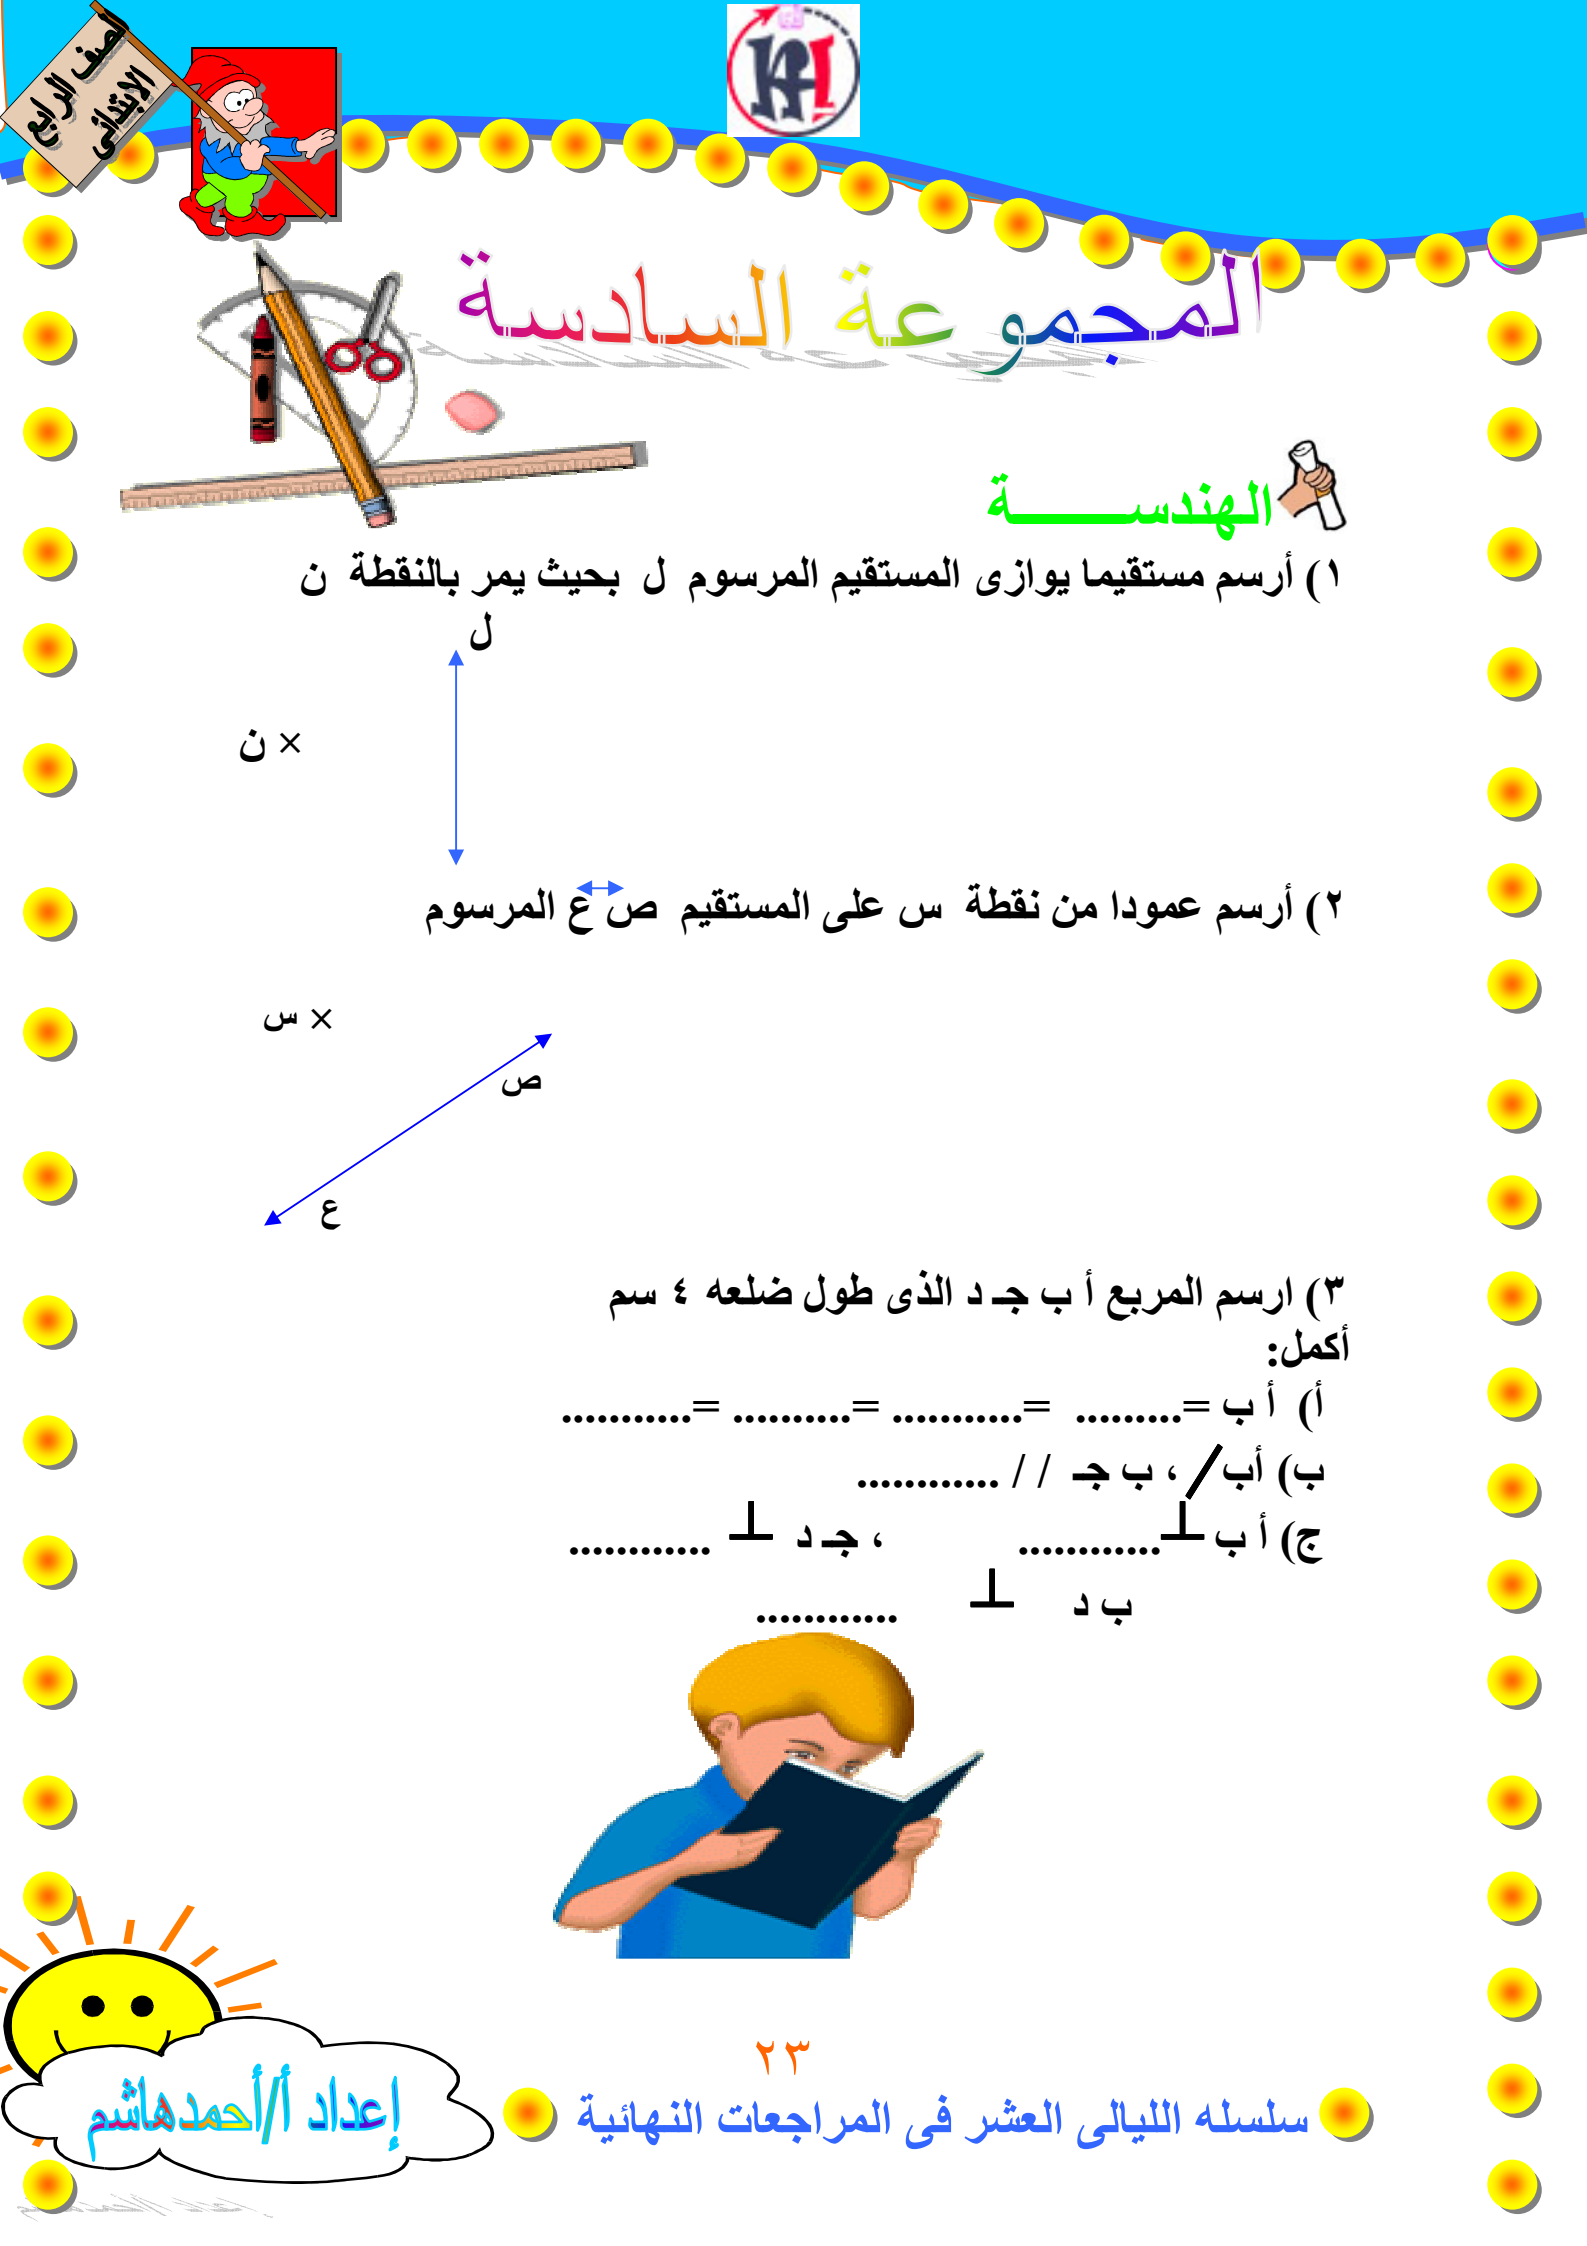 الصف الرابع
الابتدائى
المجموعة السادسة
الهندســـــــة
١) أرسم مستقيما يوازى المستقيم المرسوم ل بحيث يمر بالنقطة ن
ل
× ن
٢) أرسم عمودا من نقطة س على المستقيم ص ع المرسوم
× س
ص
ع
٣) ارسم المربع أ ب جـ د الذى طول ضلعه ٤ سم
أكمل:
أ) أ ب =......... =........... =.......... =...........
ب) أب / ، ب جـ / / ............
ج) أ ب ⊥............ ، جـ د ⊥ ............
ب د ⊥ ............
٢٣
سلسله الليالى العشر فى المراجعات النهائية
إعداد أ/أحمدهاشم